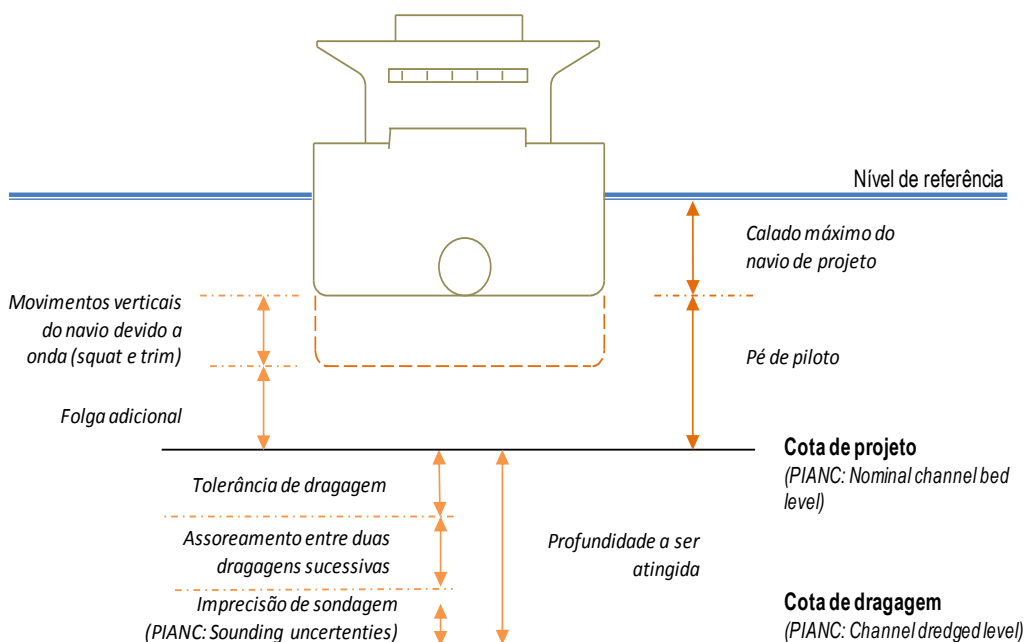 Nível de referência
Calado máximo do
navio de projeto
Movimentos verticais
do navio devido a
onda (squat e trim)
Pé de piloto
Folga adicional
Cota de projeto
(PIANC: Nominal channel bed
level)
Tolerância de dragagem
Assoreamento entre duas
dragagens sucessivas
Profundidade a ser
atingida
Imprecisão de sondagem
(PIANC: Sounding uncertenties)
Cota de dragagem
(PIANC: Channel dredged level)